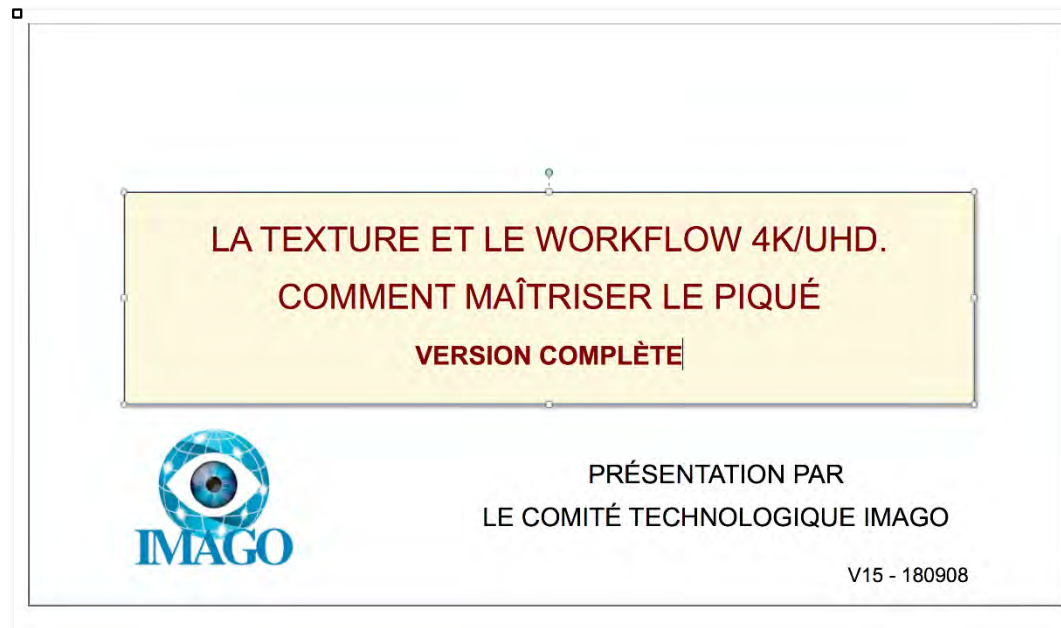 LA TEXTURE ET LE WORKFLOW 4K/UHD.
COMMENT MAÎTRISER LE PIQUÉ
VERSION COMPLÈTE
IMAGO
PRÉSENTATION PAR
LE COMITÉ TECHNOLOGIQUE IMAGO
V15 - 180908